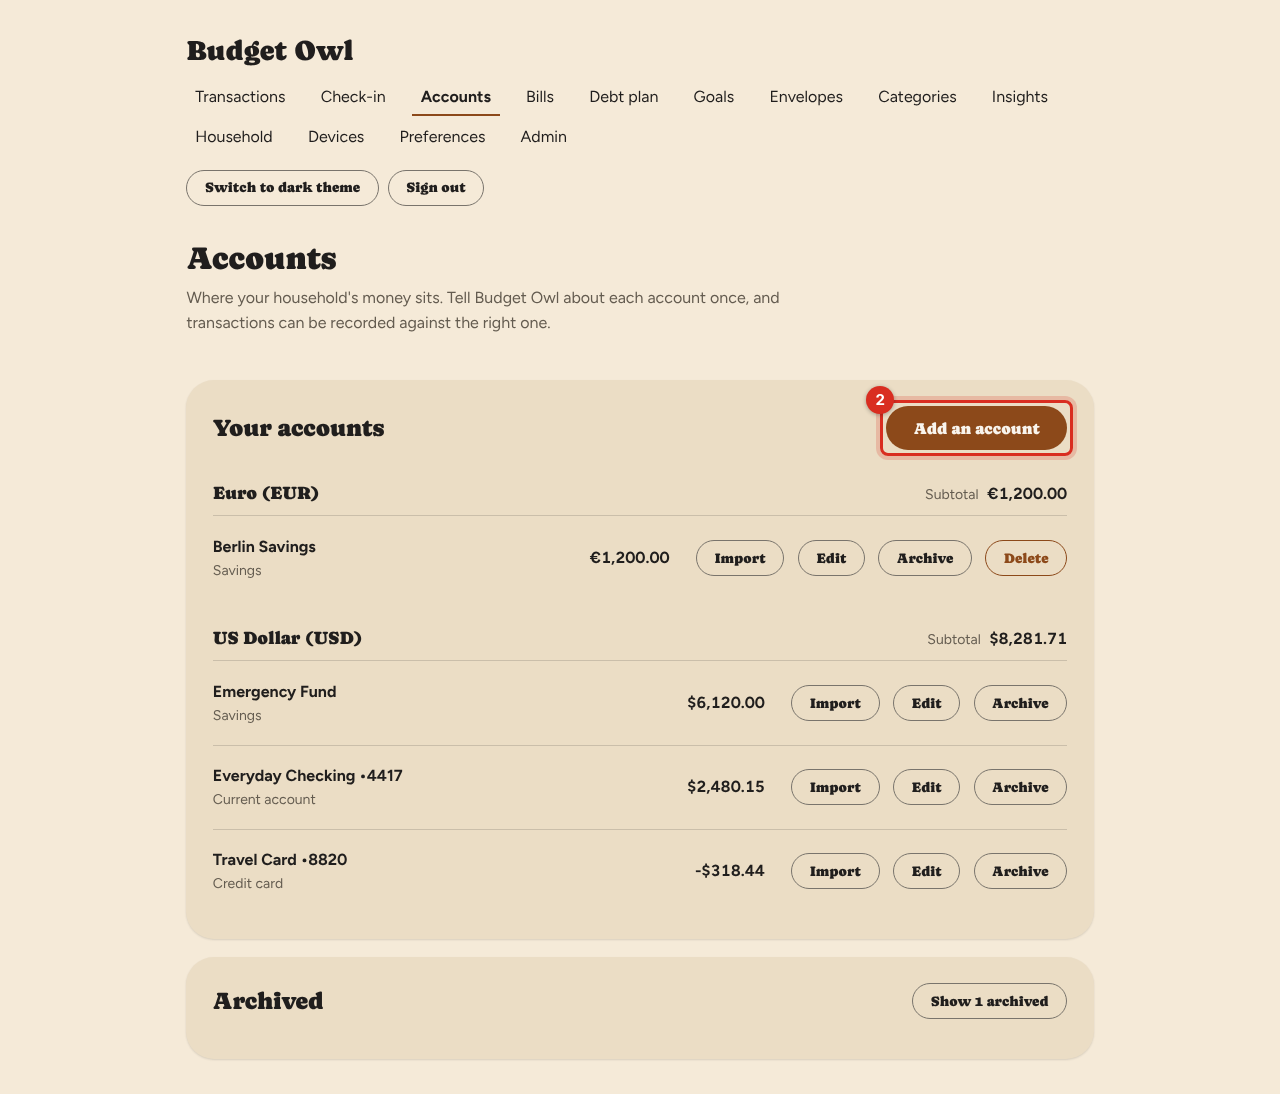 Budget Owl
Transactions Check-in Accounts Bills Debt plan Goals Envelopes Categories Insights
Household Devices Preferences Admin
Switch to dark theme Sign out
Accounts
Where your household's money sits. Tell Budget Owl about each account once, and
transactions can be recorded against the right one.
2
Your accounts Add an account
Euro (EUR) Subtotal €1,200.00
Berlin Savings
Savings
€1,200.00 Import Edit Archive Delete
US Dollar (USD) Subtotal $8,281.71
Emergency Fund
Savings
$6,120.00 Import Edit Archive
Everyday Checking •4417
Current account
$2,480.15 Import Edit Archive
Travel Card •8820
Credit card
-$318.44 Import Edit Archive
Archived Show 1 archived